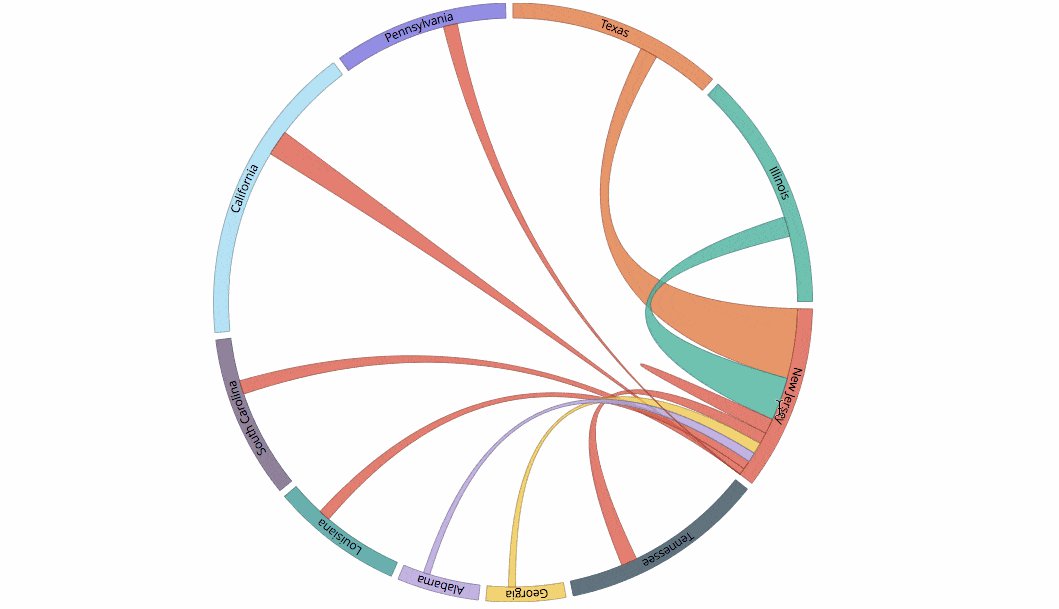 Pennsylvania
Texas
Illinois
California
New Jersey
South Carolina
Louisiana
Alabama
Georgia
Tennessee